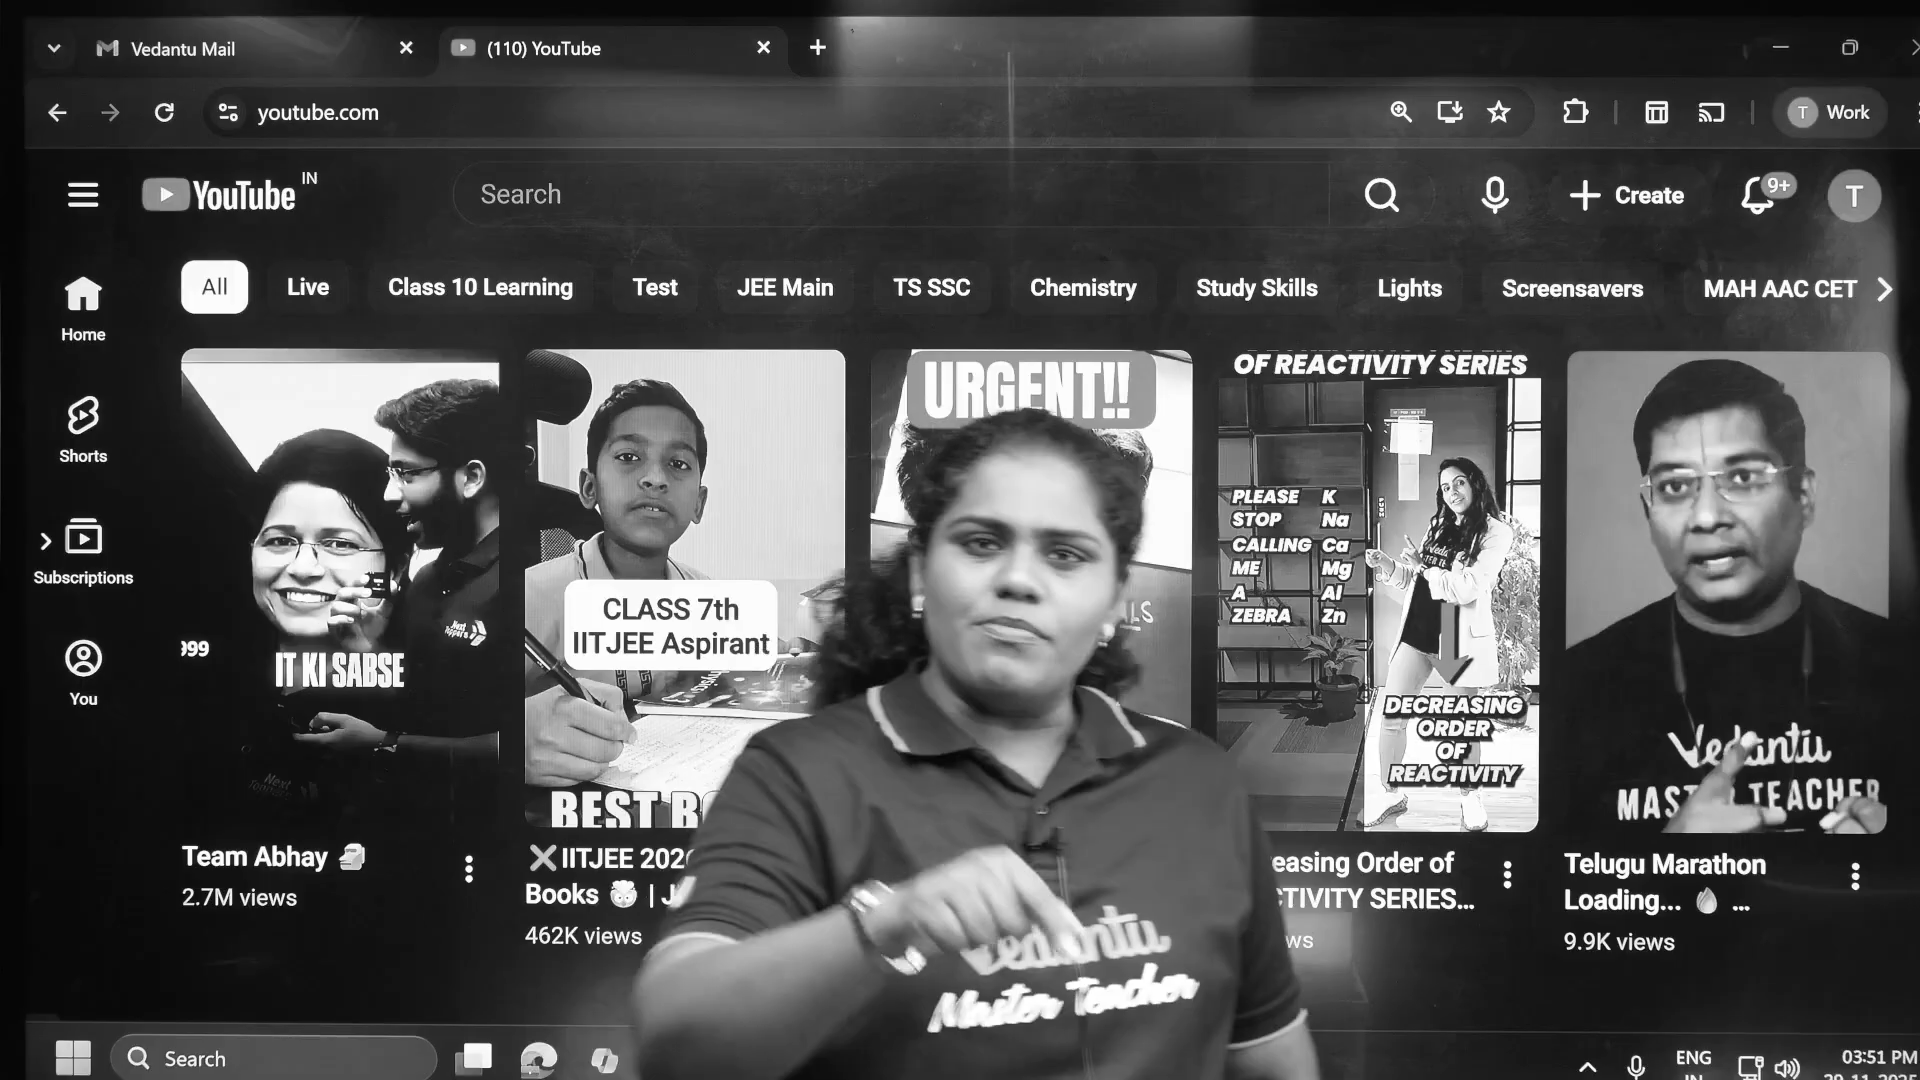 Vedantu Mail
(110) YouTube
youtube.com
T
Work
YouTube
IN
Search
Create
9+
T
All
Live
Class 10 Learning
Test
JEE Main
TS SSC
Chemistry
Study Skills
Lights
Screensavers
MAH AAC CET
Home
Shorts
Subscriptions
You
999
IT KI SABSE
CLASS 7th
IITJEE Aspirant
BEST
URGENT!!
OF REACTIVITY SERIES
PLEASE K
STOP Na
CALLING Ca
ME Mg
A Al
ZEBRA Zn
DECREASING
ORDER
OF
REACTIVITY
Vedantu
MASTER TEACHER
Team Abhay
2.7M views
IITJEE
Books
462K views
Order of
SERIES...
Telugu Marathon
Loading... ...
9.9K views
Vedantu
Master Teacher
Search
ENG
IN
03:51 PM